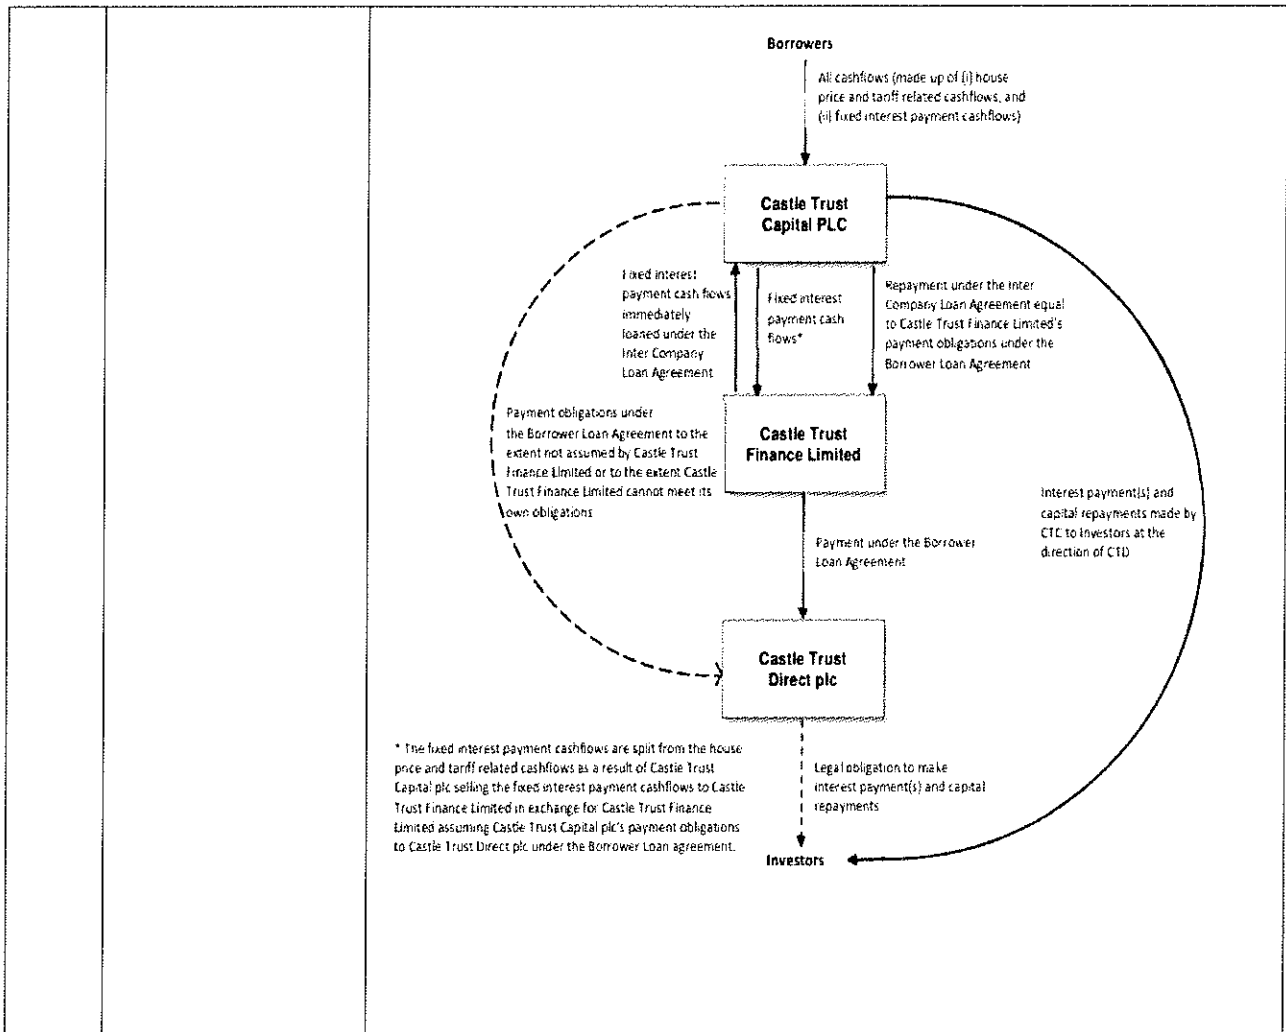 Borrowers
All cashflows (made up of (i) house
price and tariff related cashflows, and
(ii) fixed interest payment cashflows)
Castle Trust
Capital PLC
Fixed interest
payment cash flows
immediately
loaned under the
Inter Company
Loan Agreement
Fixed interest
payment cash
flows*
Repayment under the Inter
Company Loan Agreement equal
to Castle Trust Finance Limited's
payment obligations under the
Borrower Loan Agreement
Payment obligations under
the Borrower Loan Agreement to the
extent not assumed by Castle Trust
Finance Limited or to the extent Castle
Trust Finance Limited cannot meet its
own obligations
Castle Trust
Finance Limited
Interest payment(s) and
capital repayments made by
CTC to Investors at the
direction of CTD
Payment under the Borrower
Loan Agreement
Castle Trust
Direct plc
* The fixed interest payment cashflows are split from the house
price and tariff related cashflows as a result of Castle Trust
Capital plc selling the fixed interest payment cashflows to Castle
Trust Finance Limited in exchange for Castle Trust Finance
Limited assuming Castle Trust Capital plc's payment obligations
to Castle Trust Direct plc under the Borrower Loan agreement.
Legal obligation to make
interest payment(s) and capital
repayments
Investors